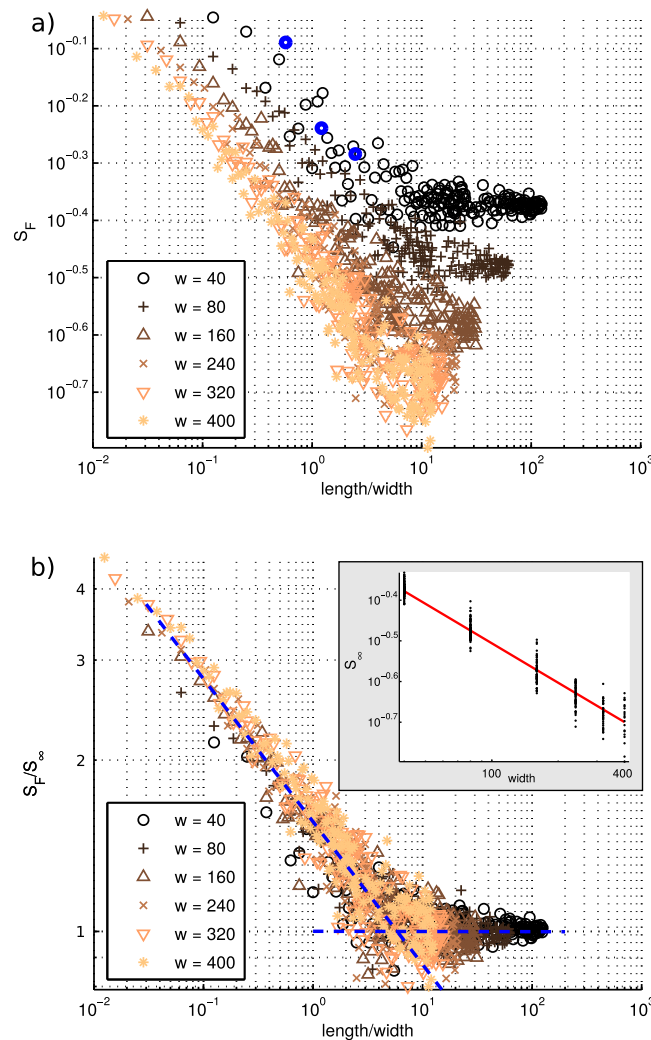 a)
10^-0.1
10^-0.2
10^-0.3
10^-0.4
10^-0.5
10^-0.6
10^-0.7
S_F
w = 40
w = 80
w = 160
w = 240
w = 320
w = 400
10^-2 10^-1 10^0 10^1 10^2 10^3
length/width
b)
4
3
2
1
S_F/S_∞
w = 40
w = 80
w = 160
w = 240
w = 320
w = 400
10^-2 10^-1 10^0 10^1 10^2 10^3
length/width
10^-0.4
10^-0.5
10^-0.6
10^-0.7
S_∞
100 400
width